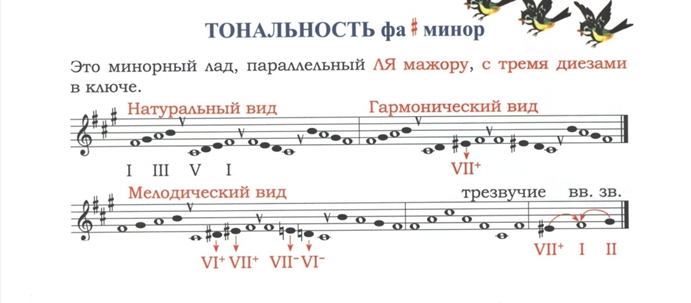 ТОНАЛЬНОСТЬ фа # минор
Это минорный лад, параллельный ЛЯ мажору, с тремя диезами
в ключе.
Натуральный вид Гармонический вид
V V V
I III V I VII⁺
Мелодический вид трезвучие вв. зв.
V V
VI⁺ VII⁺ VII⁻ VI⁻ VII⁺ I II